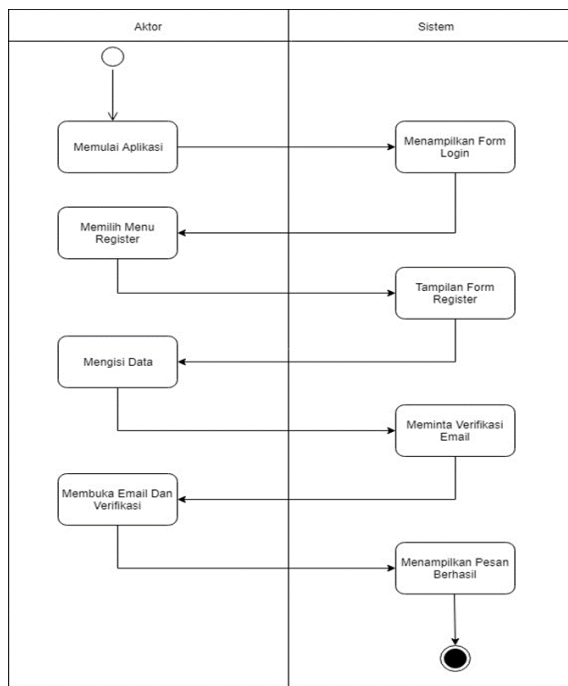 Aktor
Sistem
Memulai Aplikasi
Menampilkan Form
Login
Memilih Menu
Register
Tampilan Form
Register
Mengisi Data
Meminta Verifikasi
Email
Membuka Email Dan
Verifikasi
Menampilkan Pesan
Berhasil